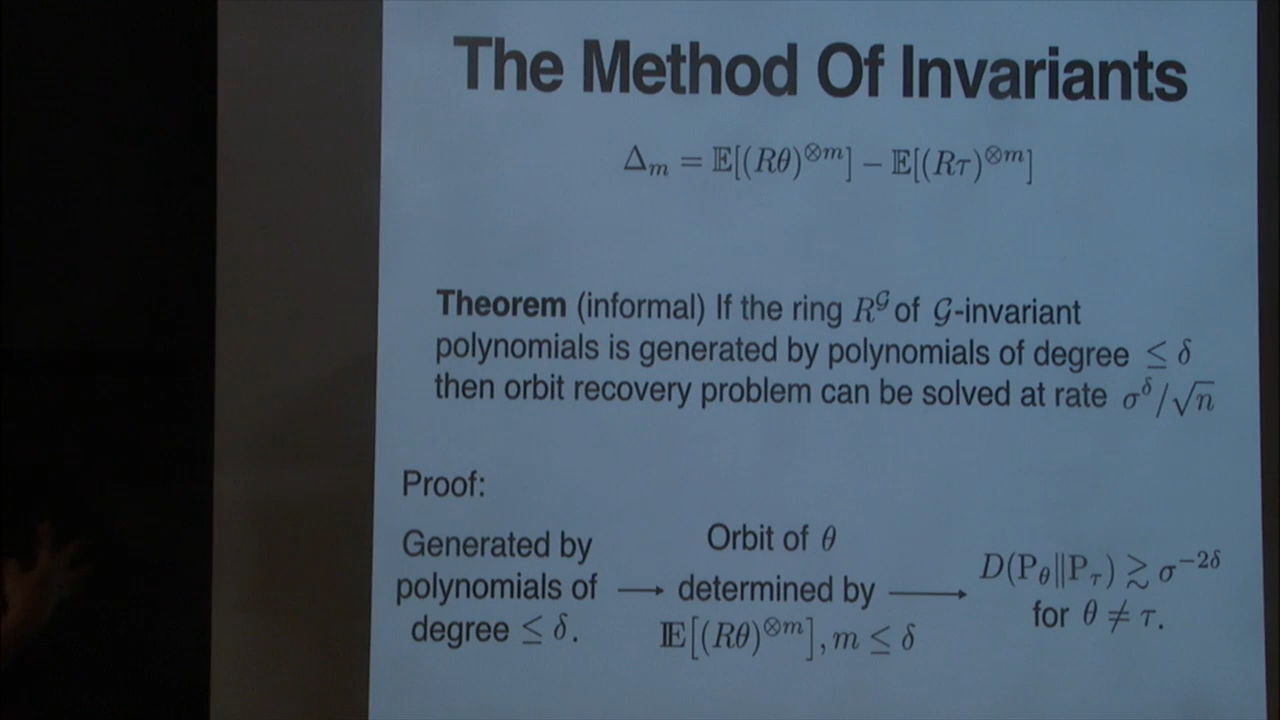 The Method Of Invariants
Δ_m = 𝔼[(Rθ)^{⊗m}] − 𝔼[(Rτ)^{⊗m}]
Theorem (informal) If the ring R^𝒢 of 𝒢-invariant
polynomials is generated by polynomials of degree ≤ δ
then orbit recovery problem can be solved at rate σ^δ/√n
Proof:
Generated by
polynomials of
degree ≤ δ.
→
Orbit of θ
determined by
𝔼[(Rθ)^{⊗m}], m ≤ δ
→
D(P_θ‖P_τ) ≳ σ^{−2δ}
for θ ≠ τ.